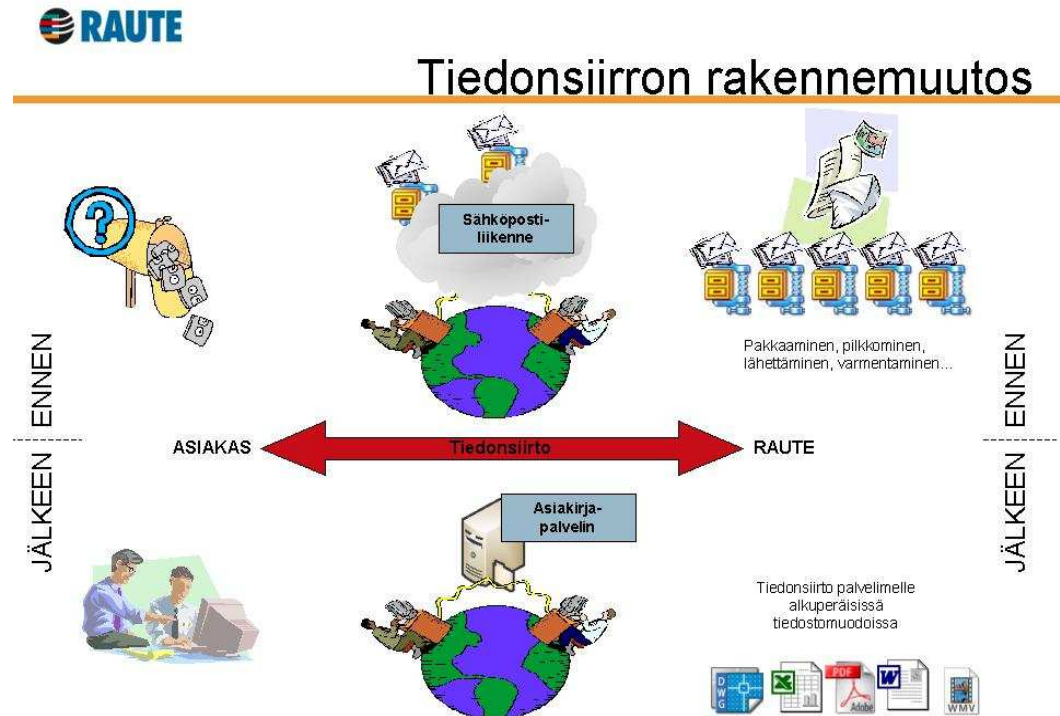 RAUTE
Tiedonsiirron rakennemuutos
Sähköposti-
liikenne
Pakkaaminen, pilkkominen,
lähettäminen, varmentaminen...
ENNEN
ENNEN
ASIAKAS
Tiedonsiirto
RAUTE
JÄLKEEN
JÄLKEEN
Asiakirja-
palvelin
Tiedonsiirto palvelimelle
alkuperäisissä
tiedostomuodoissa
DWG
PDF
Adobe
W
WMV